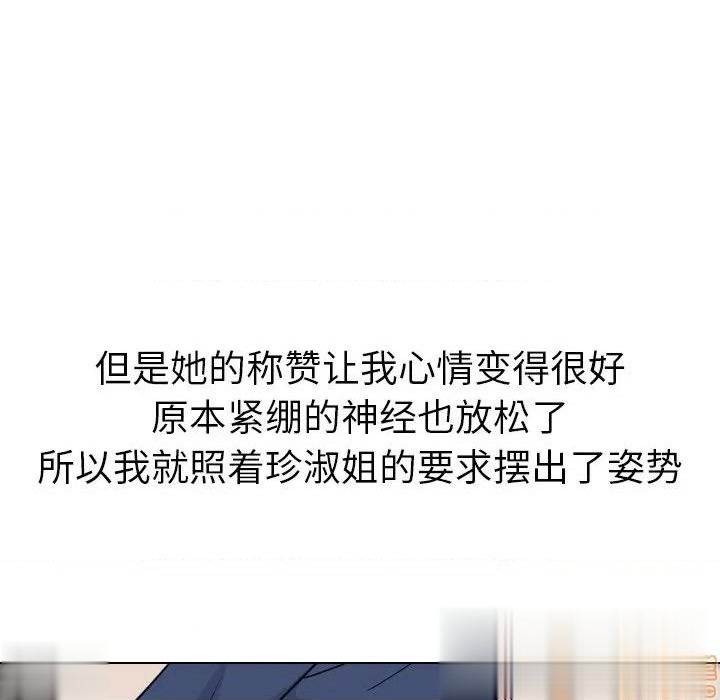 但是她的称赞让我心情变得很好
原本紧绷的神经也放松了
所以我就照着珍淑姐的要求摆出了姿势